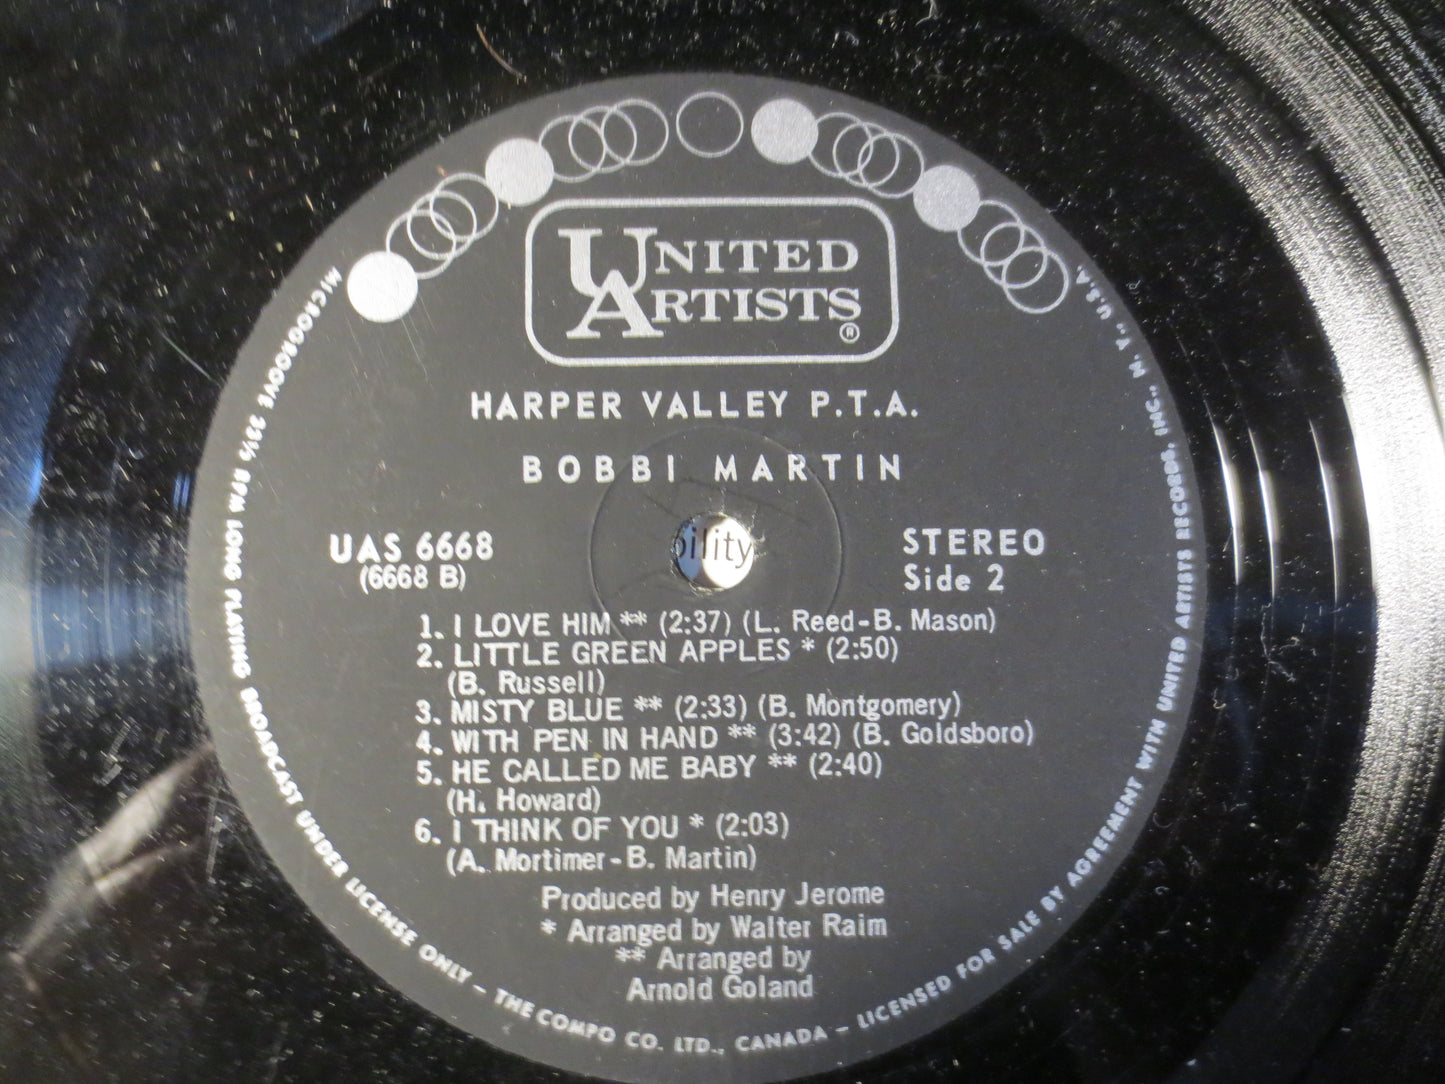 UNITED
ARTISTS
®
HARPER VALLEY P.T.A.
BOBBI MARTIN
UAS 6668
(6668 B)
STEREO
Side 2
ility
1. I LOVE HIM ** (2:37) (L. Reed-B. Mason)
2. LITTLE GREEN APPLES * (2:50)
(B. Russell)
3. MISTY BLUE ** (2:33) (B. Montgomery)
4. WITH PEN IN HAND ** (3:42) (B. Goldsboro)
5. HE CALLED ME BABY ** (2:40)
(H. Howard)
6. I THINK OF YOU * (2:03)
(A. Mortimer-B. Martin)
Produced by Henry Jerome
* Arranged by Walter Raim
** Arranged by
Arnold Goland
MICROGROOVE 33⅓ RPM LONG PLAYING BROADCAST UNDER LICENSE ONLY – THE COMPO CO. LTD., CANADA – LICENSED FOR SALE BY AGREEMENT WITH UNITED ARTISTS RECORDS, INC., N. Y., U.S.A.